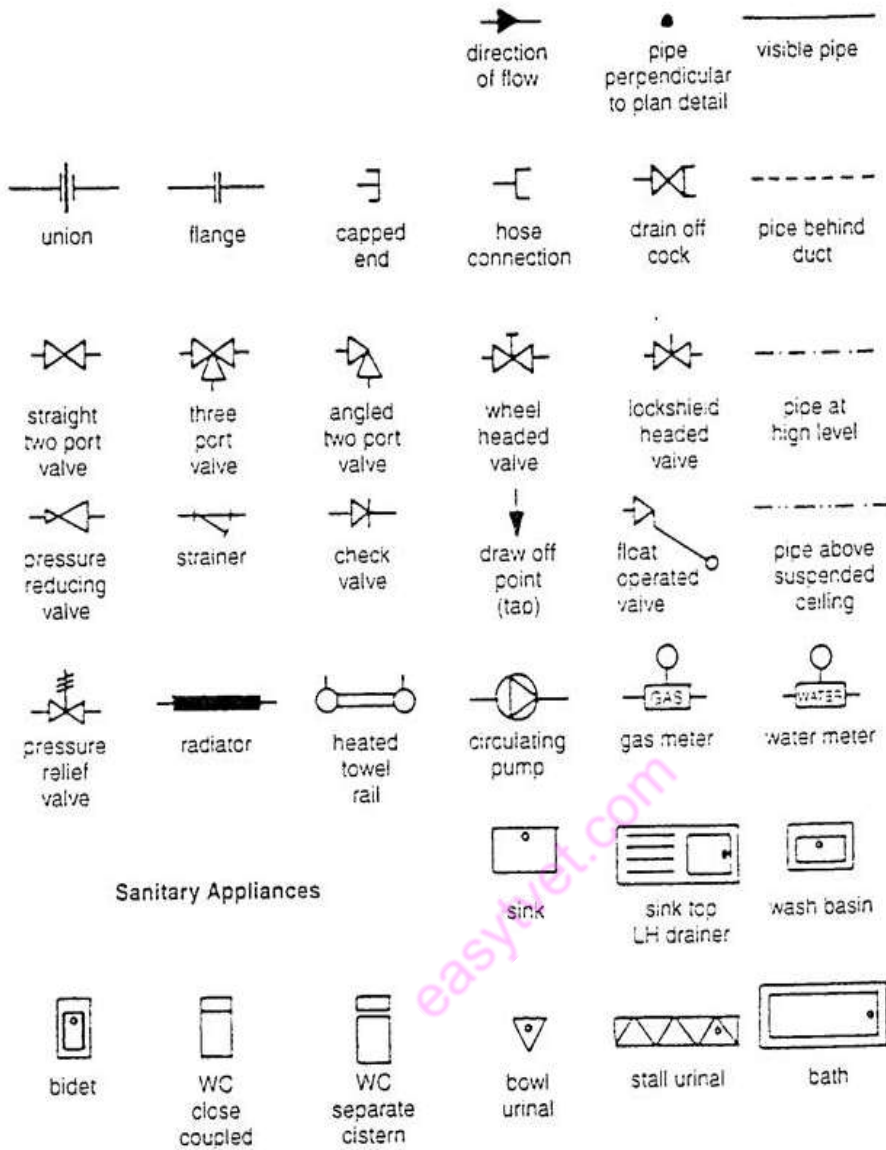 direction
of flow
pipe
perpendicular
to plan detail
visible pipe
union
flange
capped
end
hose
connection
drain off
cock
pipe behind
duct
straight
two port
valve
three
port
valve
angled
two port
valve
wheel
headed
valve
lockshield
headed
valve
pipe at
high level
pressure
reducing
valve
strainer
check
valve
draw off
point
(tap)
float
operated
valve
pipe above
suspended
ceiling
pressure
relief
valve
radiator
heated
towel
rail
circulating
pump
GAS
gas meter
WATER
water meter
Sanitary Appliances
sink
sink top
LH drainer
wash basin
bidet
WC
close
coupled
WC
separate
cistern
bowl
urinal
stall urinal
bath
easytvet.com